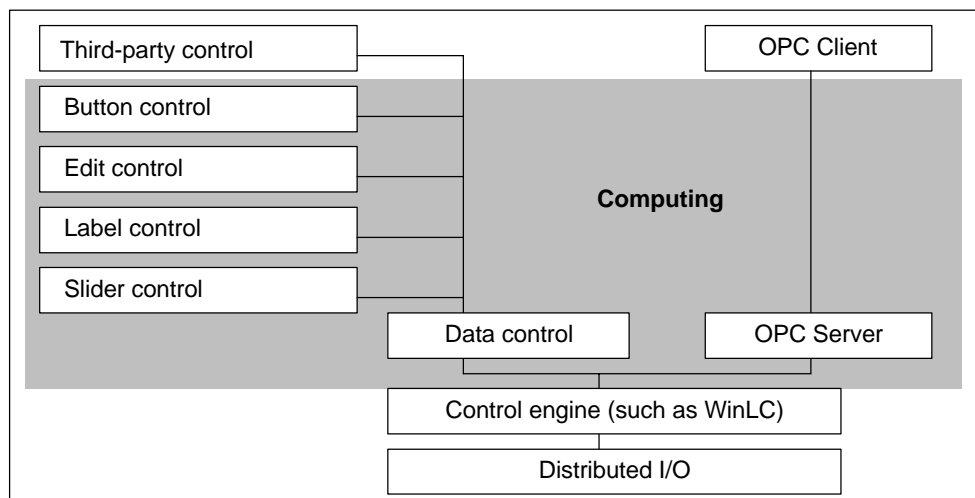 Third-party control
OPC Client
Button control
Edit control
Computing
Label control
Slider control
Data control
OPC Server
Control engine (such as WinLC)
Distributed I/O